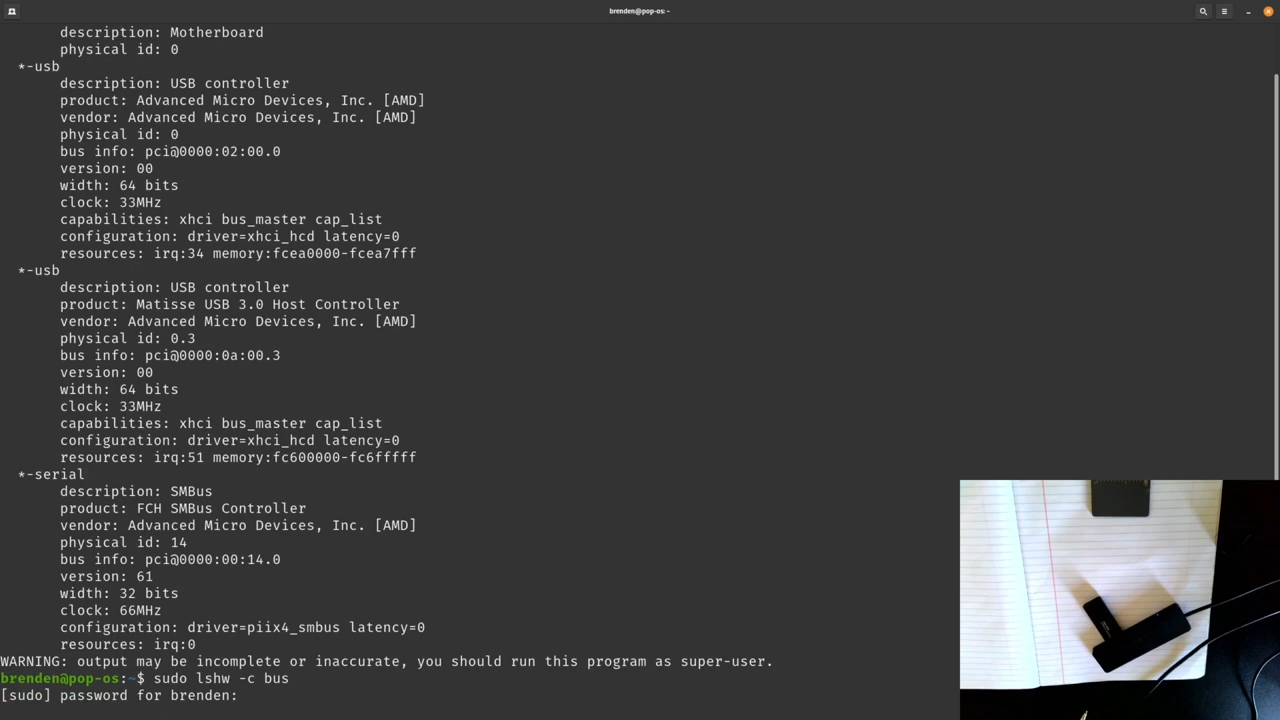 brenden@pop-os: ~
description: Motherboard
physical id: 0
*-usb
description: USB controller
product: Advanced Micro Devices, Inc. [AMD]
vendor: Advanced Micro Devices, Inc. [AMD]
physical id: 0
bus info: pci@0000:02:00.0
version: 00
width: 64 bits
clock: 33MHz
capabilities: xhci bus_master cap_list
configuration: driver=xhci_hcd latency=0
resources: irq:34 memory:fcea0000-fcea7fff
*-usb
description: USB controller
product: Matisse USB 3.0 Host Controller
vendor: Advanced Micro Devices, Inc. [AMD]
physical id: 0.3
bus info: pci@0000:0a:00.3
version: 00
width: 64 bits
clock: 33MHz
capabilities: xhci bus_master cap_list
configuration: driver=xhci_hcd latency=0
resources: irq:51 memory:fc600000-fc6fffff
*-serial
description: SMBus
product: FCH SMBus Controller
vendor: Advanced Micro Devices, Inc. [AMD]
physical id: 14
bus info: pci@0000:00:14.0
version: 61
width: 32 bits
clock: 66MHz
configuration: driver=piix4_smbus latency=0
resources: irq:0
WARNING: output may be incomplete or inaccurate, you should run this program as super-user.
brenden@pop-os:~$ sudo lshw -c bus
[sudo] password for brenden: